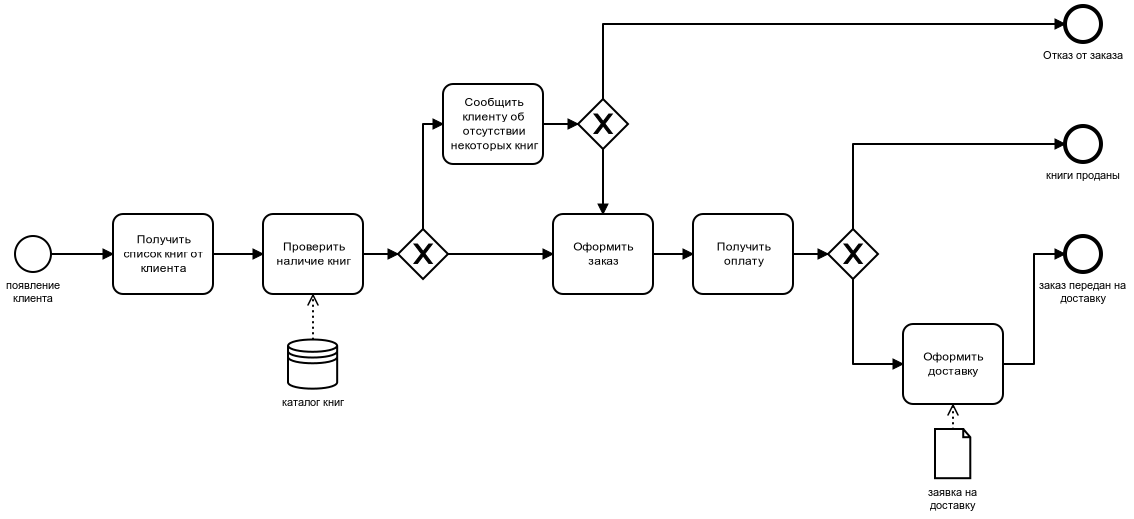 Отказ от заказа
Сообщить
клиенту об
отсутствии
некоторых книг
X
книги проданы
появление
клиента
Получить
список книг от
клиента
Проверить
наличие книг
X
Оформить
заказ
Получить
оплату
X
заказ передан на
доставку
каталог книг
Оформить
доставку
заявка на
доставку